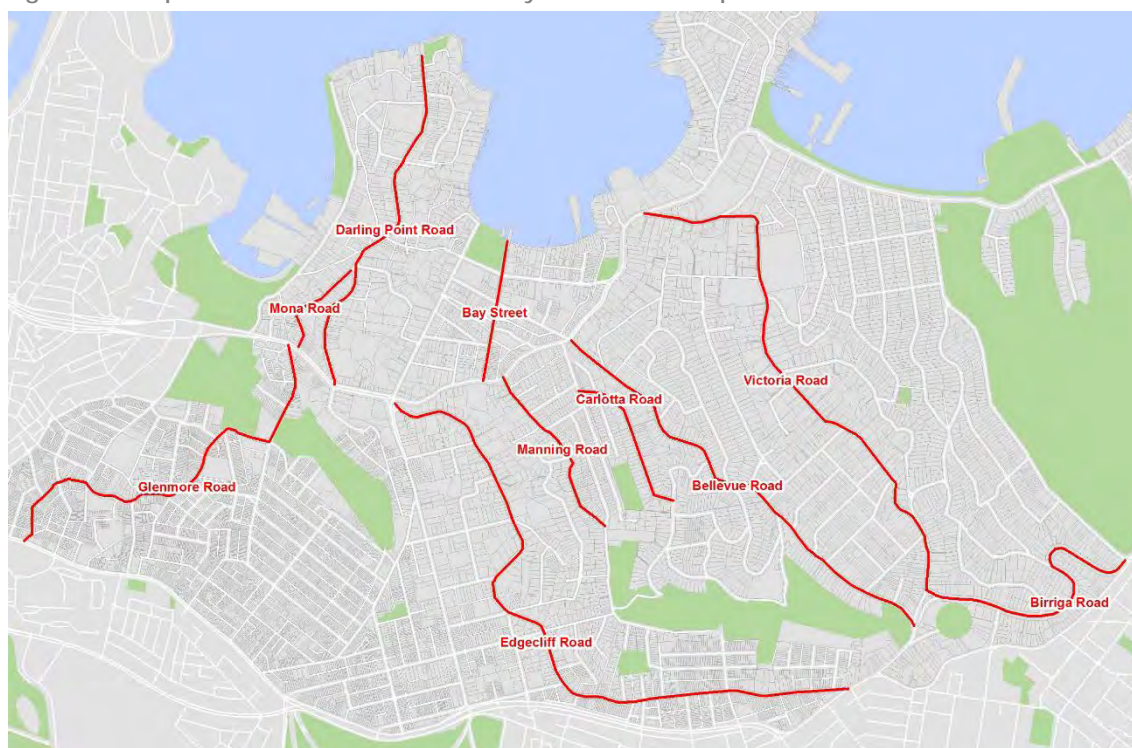 Darling Point Road
Mona Road
Bay Street
Victoria Road
Carlotta Road
Manning Road
Glenmore Road
Bellevue Road
Birriga Road
Edgecliff Road